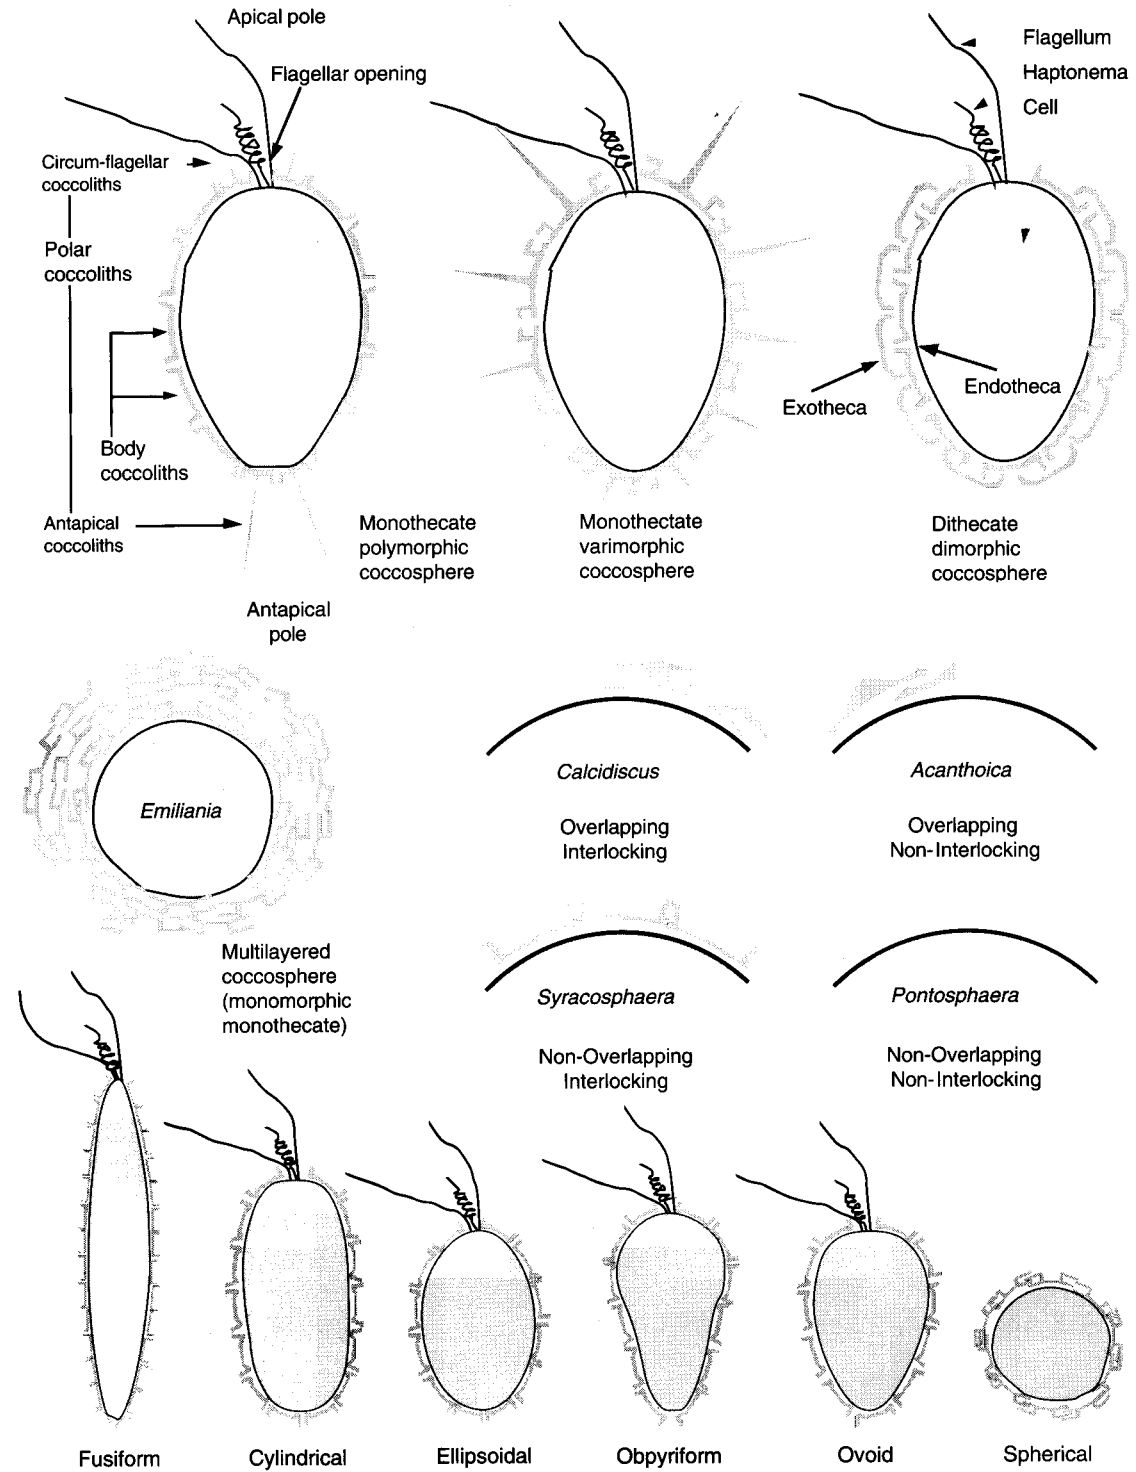 Apical pole
Flagellar opening
Circum-flagellar
coccoliths
Polar
coccoliths
Body
coccoliths
Antapical
coccoliths
Antapical
pole
Monothecate
polymorphic
coccosphere
Monothectate
varimorphic
coccosphere
Flagellum
Haptonema
Cell
Exotheca
Endotheca
Dithecate
dimorphic
coccosphere
Emiliania
Multilayered
coccosphere
(monomorphic
monothecate)
Calcidiscus
Overlapping
Interlocking
Acanthoica
Overlapping
Non-Interlocking
Syracosphaera
Non-Overlapping
Interlocking
Pontosphaera
Non-Overlapping
Non-Interlocking
Fusiform
Cylindrical
Ellipsoidal
Obpyriform
Ovoid
Spherical